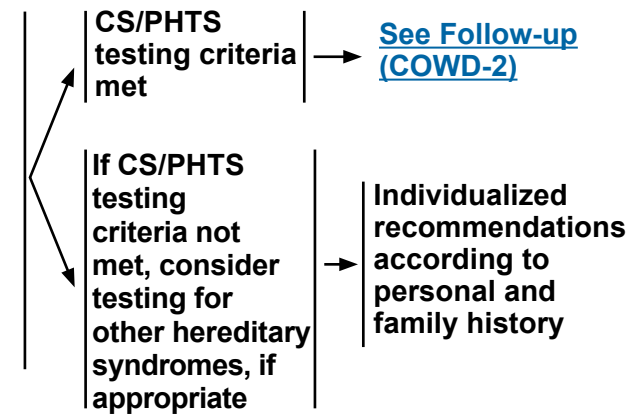 CS/PHTS
testing criteria
met
See Follow-up
(COWD-2)
If CS/PHTS
testing
criteria not
met, consider
testing for
other hereditary
syndromes, if
appropriate
Individualized
recommendations
according to
personal and
family history